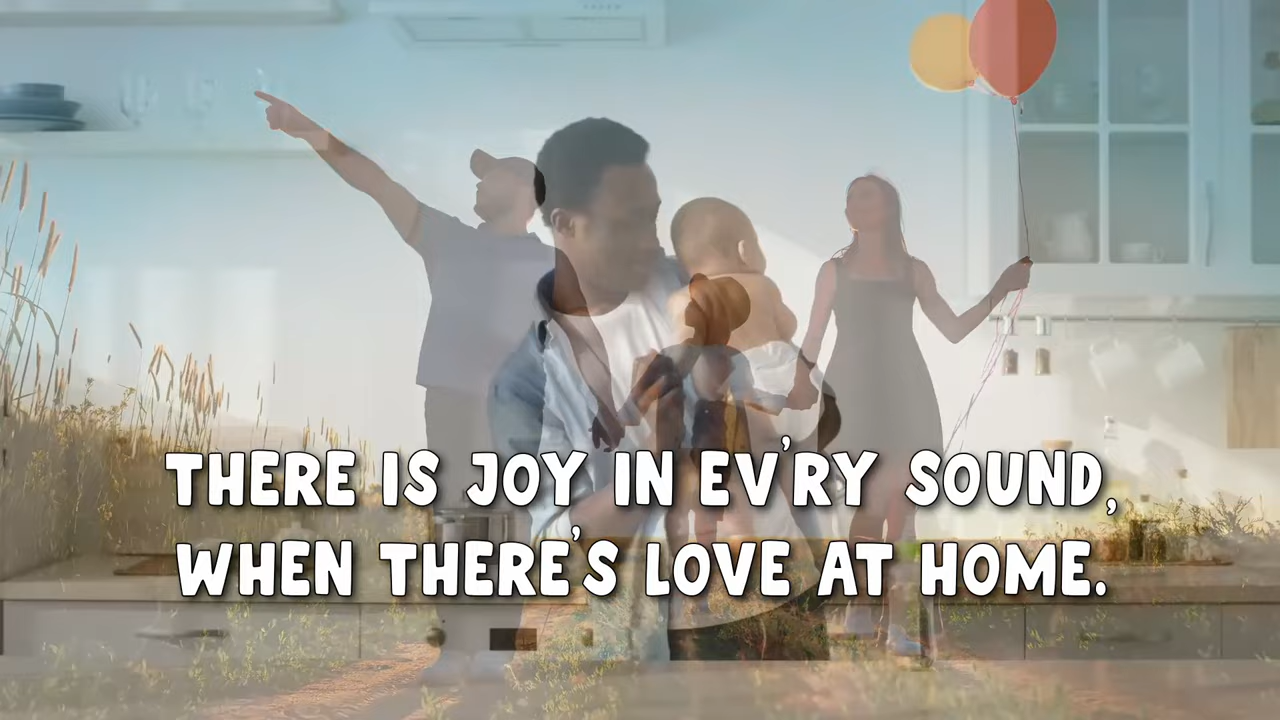 THERE IS JOY IN EV'RY SOUND,
WHEN THERE'S LOVE AT HOME.